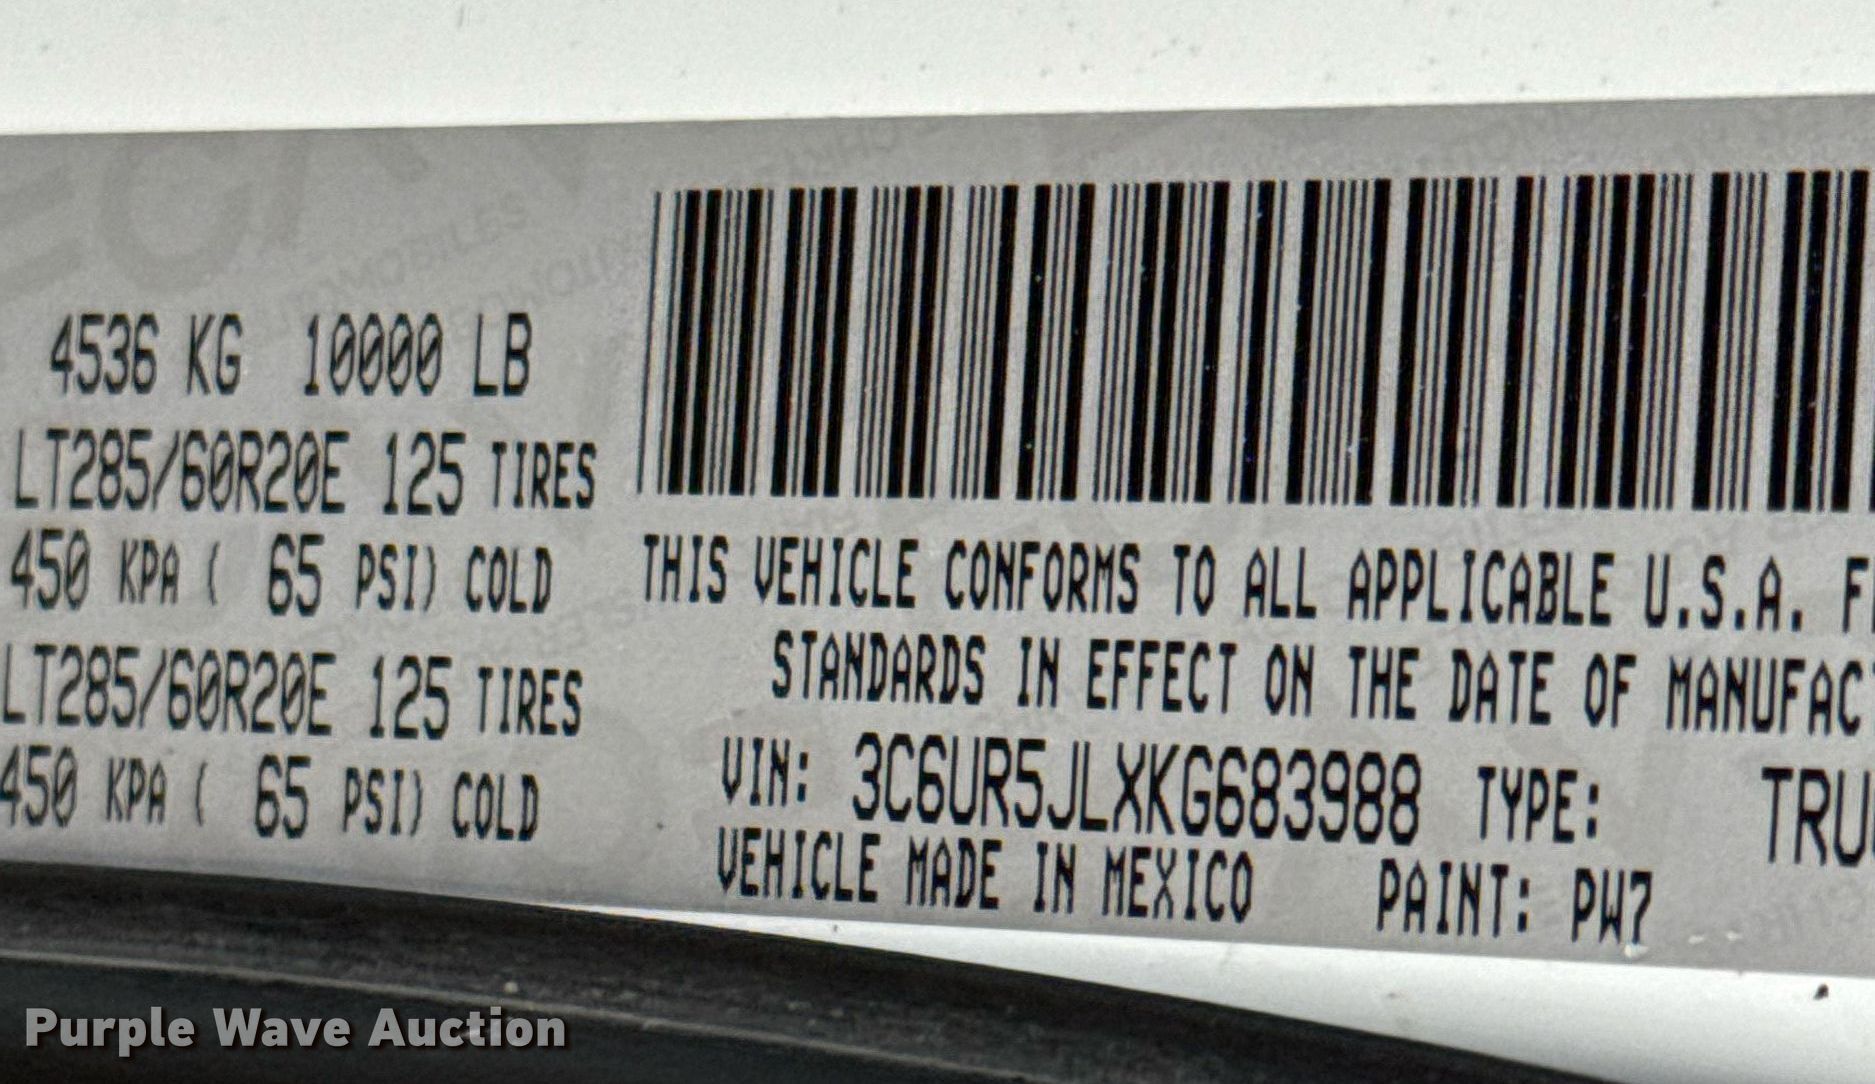 4536 KG 10000 LB
LT285/60R20E 125 TIRES
450 KPA ( 65 PSI) COLD
LT285/60R20E 125 TIRES
450 KPA ( 65 PSI) COLD
THIS VEHICLE CONFORMS TO ALL APPLICABLE U.S.A. F
STANDARDS IN EFFECT ON THE DATE OF MANUFAC
VIN: 3C6UR5JLXKG683988 TYPE: TRU
VEHICLE MADE IN MEXICO PAINT: PW7
Purple Wave Auction